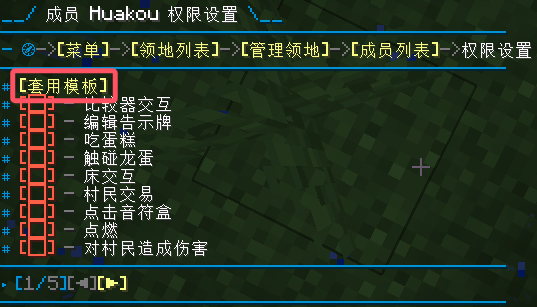 __/ 成员 Huakou 权限设置 \__
─ 🧭->[菜单]->[领地列表]->[管理领地]->[成员列表]->权限设置
# [套用模板]
# [□] - 比较器交互
# [□] - 编辑告示牌
# [□] - 吃蛋糕
# [□] - 触碰龙蛋
# [□] - 床交互
# [□] - 村民交易
# [□] - 点击音符盒
# [□] - 点燃
# [□] - 对村民造成伤害
▸ [1/5][◀][▶]